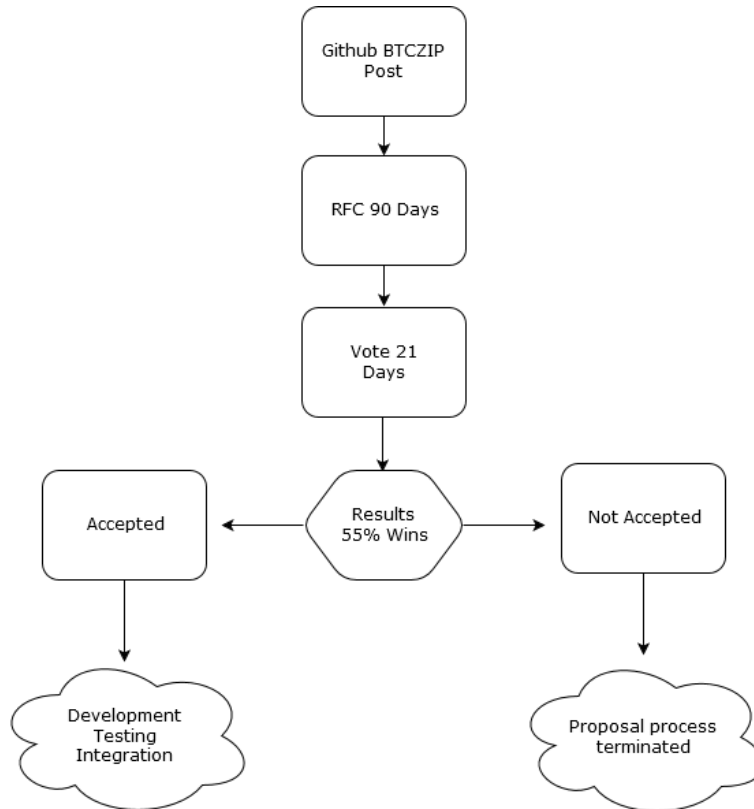 Github BTCZIP
Post
RFC 90 Days
Vote 21
Days
Results
55% Wins
Accepted
Not Accepted
Development
Testing
Integration
Proposal process
terminated